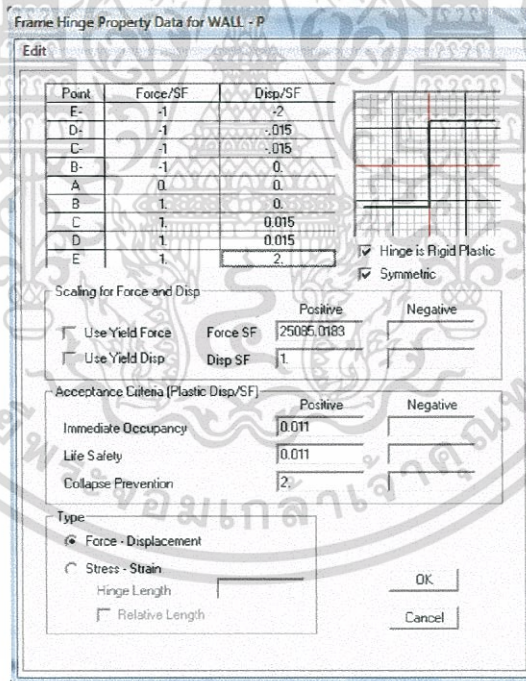 Frame Hinge Property Data for WALL - P
Edit
Point Force/SF Disp/SF
E- -1 -2
D- -1 -.015
C- -1 -.015
B- -1 0.
A 0. 0.
B 1. 0.
C 1. 0.015
D 1. 0.015
E 1. 2.
Hinge is Rigid Plastic
Symmetric
Scaling for Force and Disp
Positive Negative
Use Yield Force Force SF 25085.0183
Use Yield Disp Disp SF 1.
Acceptance Criteria (Plastic Disp/SF)
Positive Negative
Immediate Occupancy 0.011
Life Safety 0.011
Collapse Prevention 2.
Type
Force - Displacement
Stress - Strain
Hinge Length
Relative Length
OK
Cancel